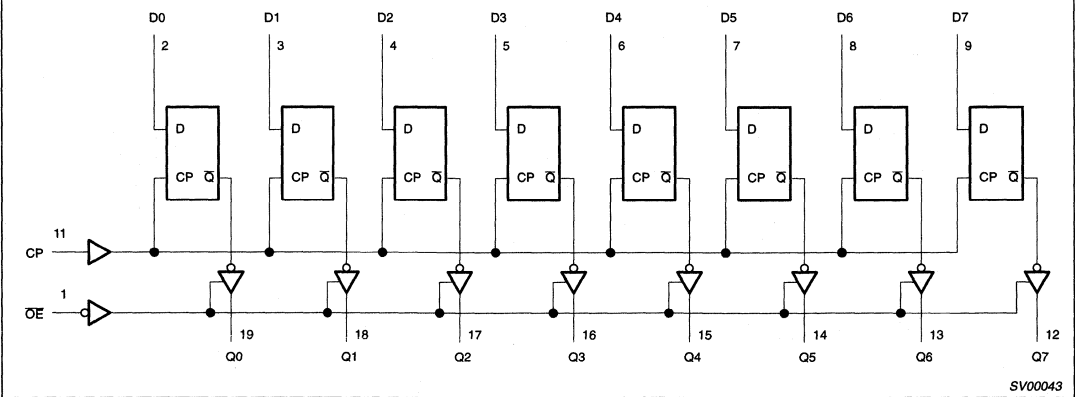 D0 D1 D2 D3 D4 D5 D6 D7
2 3 4 5 6 7 8 9
D D D D D D D D
CP Q̅ CP Q̅ CP Q̅ CP Q̅ CP Q̅ CP Q̅ CP Q̅ CP Q̅
11
CP
1
O̅E̅
19 18 17 16 15 14 13 12
Q0 Q1 Q2 Q3 Q4 Q5 Q6 Q7
SV00043